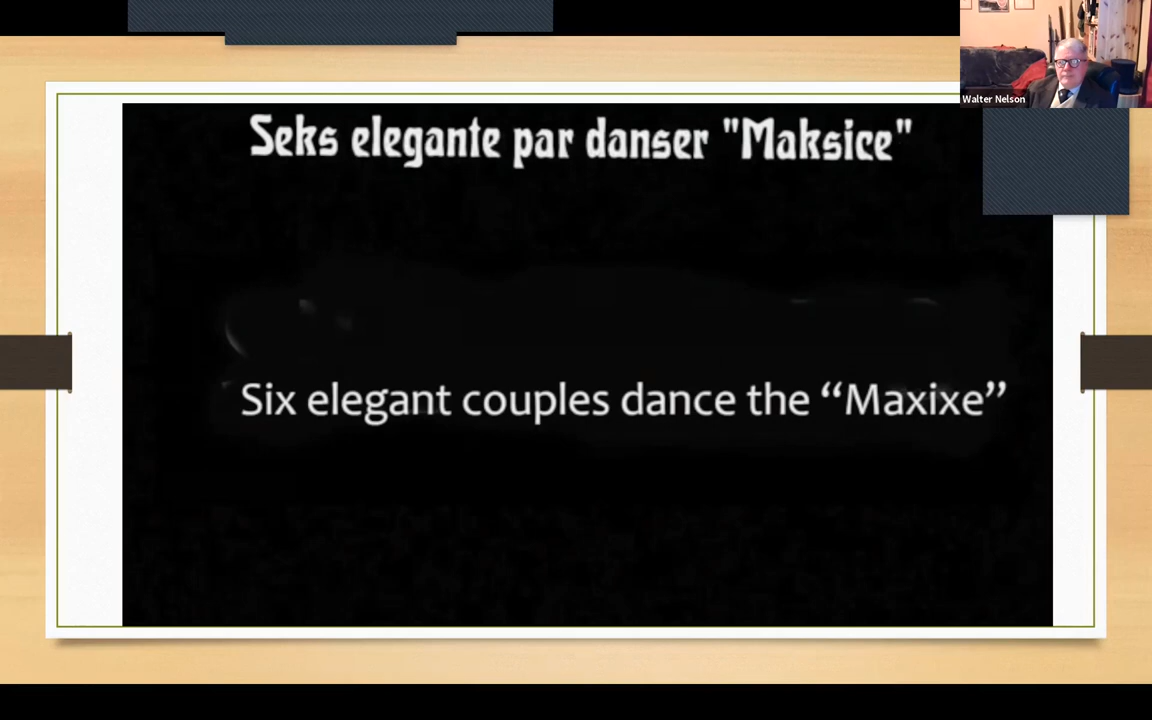 Walter Nelson
Seks elegante par danser "Maksice"
Six elegant couples dance the “Maxixe”